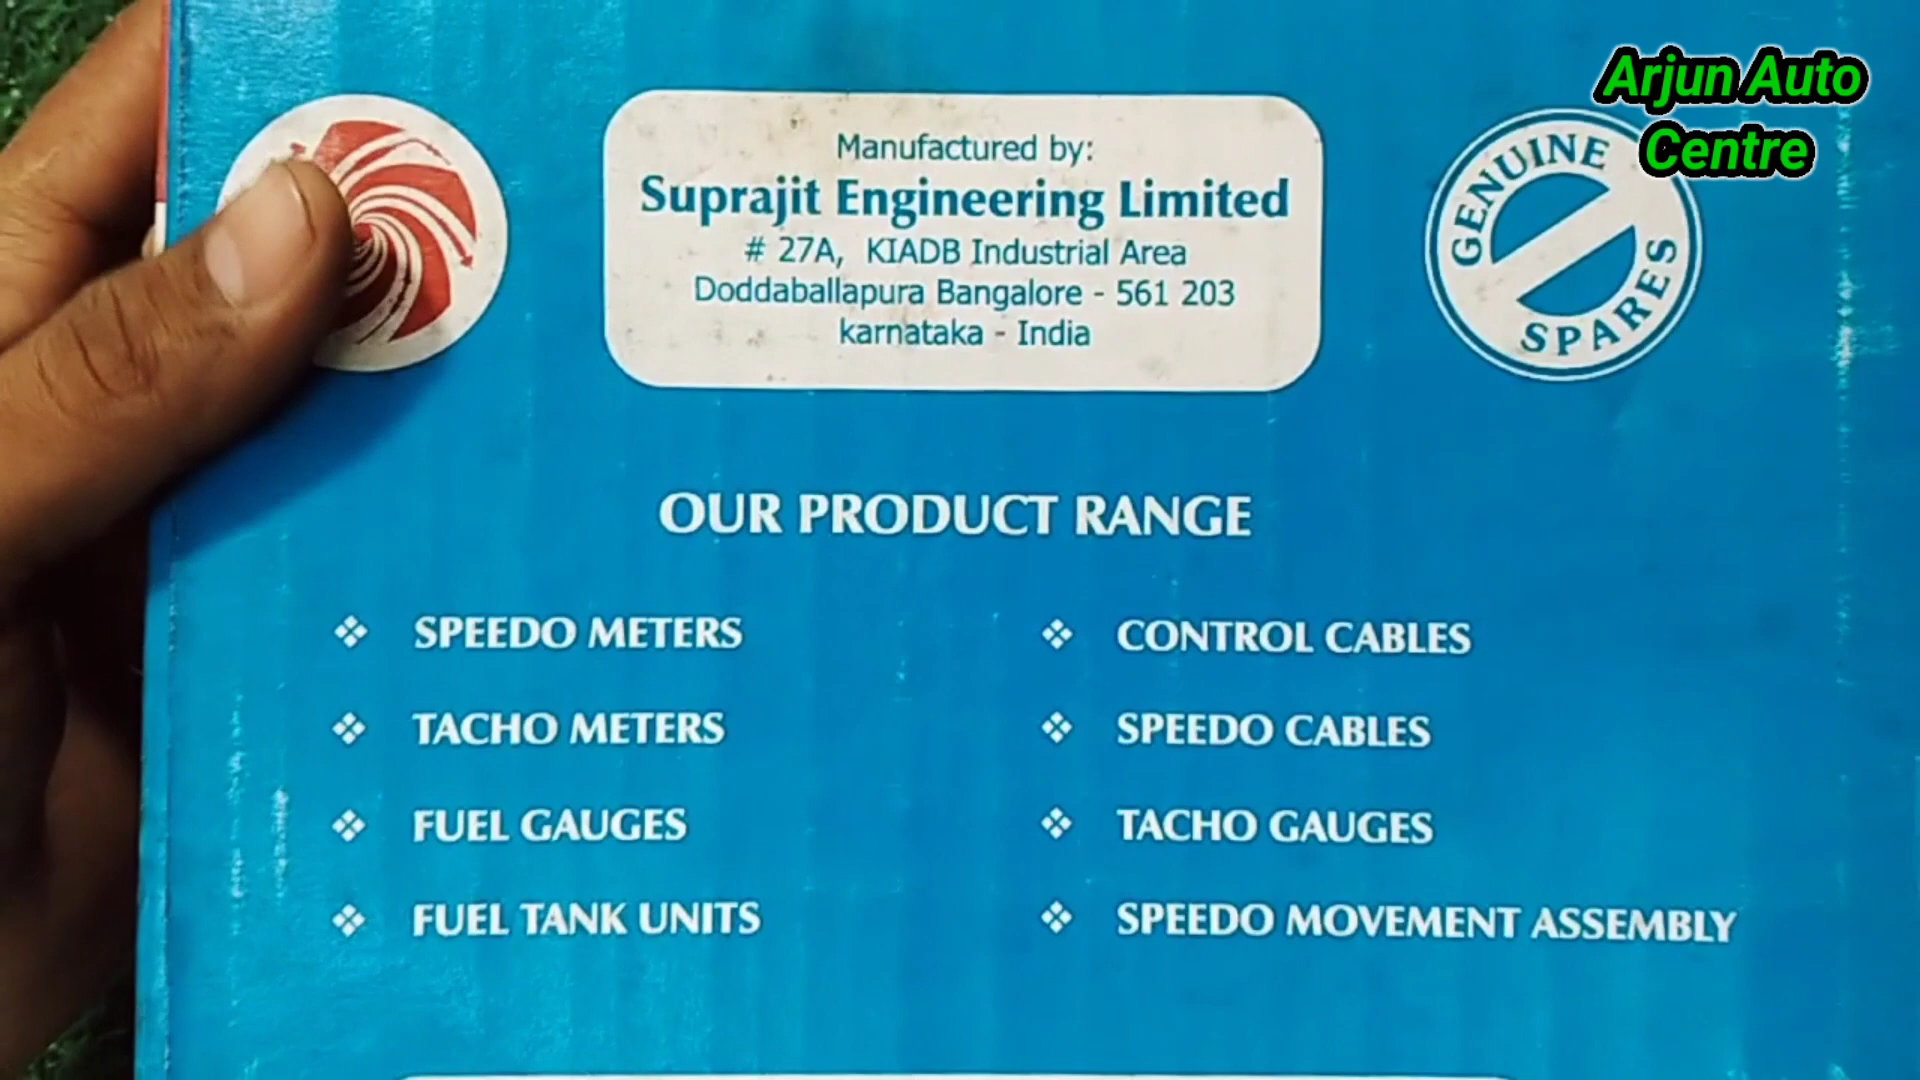 Arjun Auto
Centre
Manufactured by:
Suprajit Engineering Limited
# 27A, KIADB Industrial Area
Doddaballapura Bangalore - 561 203
karnataka - India
GENUINE
SPARES
OUR PRODUCT RANGE
❖ SPEEDO METERS
❖ TACHO METERS
❖ FUEL GAUGES
❖ FUEL TANK UNITS
❖ CONTROL CABLES
❖ SPEEDO CABLES
❖ TACHO GAUGES
❖ SPEEDO MOVEMENT ASSEMBLY